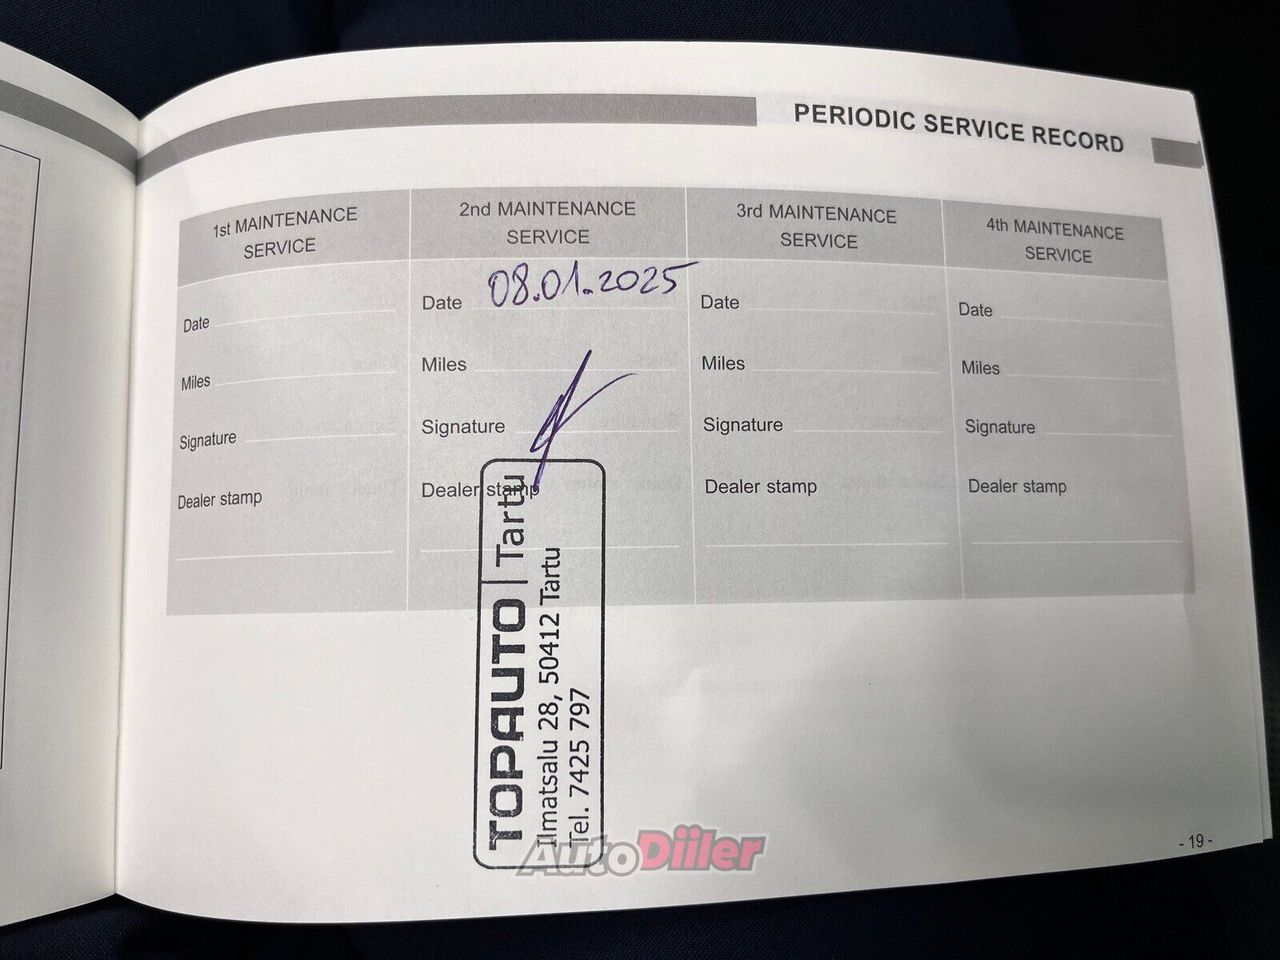 PERIODIC SERVICE RECORD
1st MAINTENANCE
SERVICE
Date
Miles
Signature
Dealer stamp
2nd MAINTENANCE
SERVICE
Date 08.01.2025
Miles
Signature
Dealer stamp
TOPAUTO | Tartu
Ilmatsalu 28, 50412 Tartu
Tel. 7425 797
3rd MAINTENANCE
SERVICE
Date
Miles
Signature
Dealer stamp
4th MAINTENANCE
SERVICE
Date
Miles
Signature
Dealer stamp
AutoDiiler
- 19 -